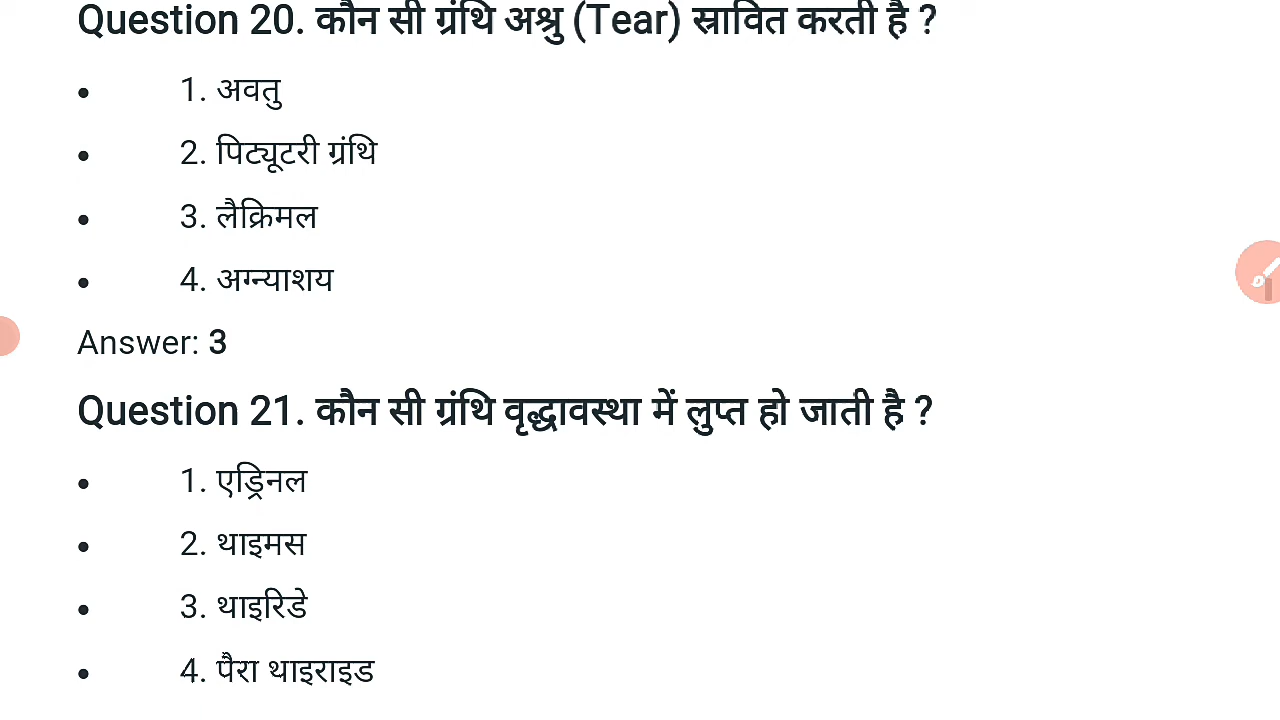 Question 20. कौन सी ग्रंथि अश्रु (Tear) स्रावित करती है ?
• 1. अवतु
• 2. पिट्यूटरी ग्रंथि
• 3. लैक्रिमल
• 4. अग्न्याशय
Answer: 3
Question 21. कौन सी ग्रंथि वृद्धावस्था में लुप्त हो जाती है ?
• 1. एड्रिनल
• 2. थाइमस
• 3. थाइरिडे
• 4. पैरा थाइराइड